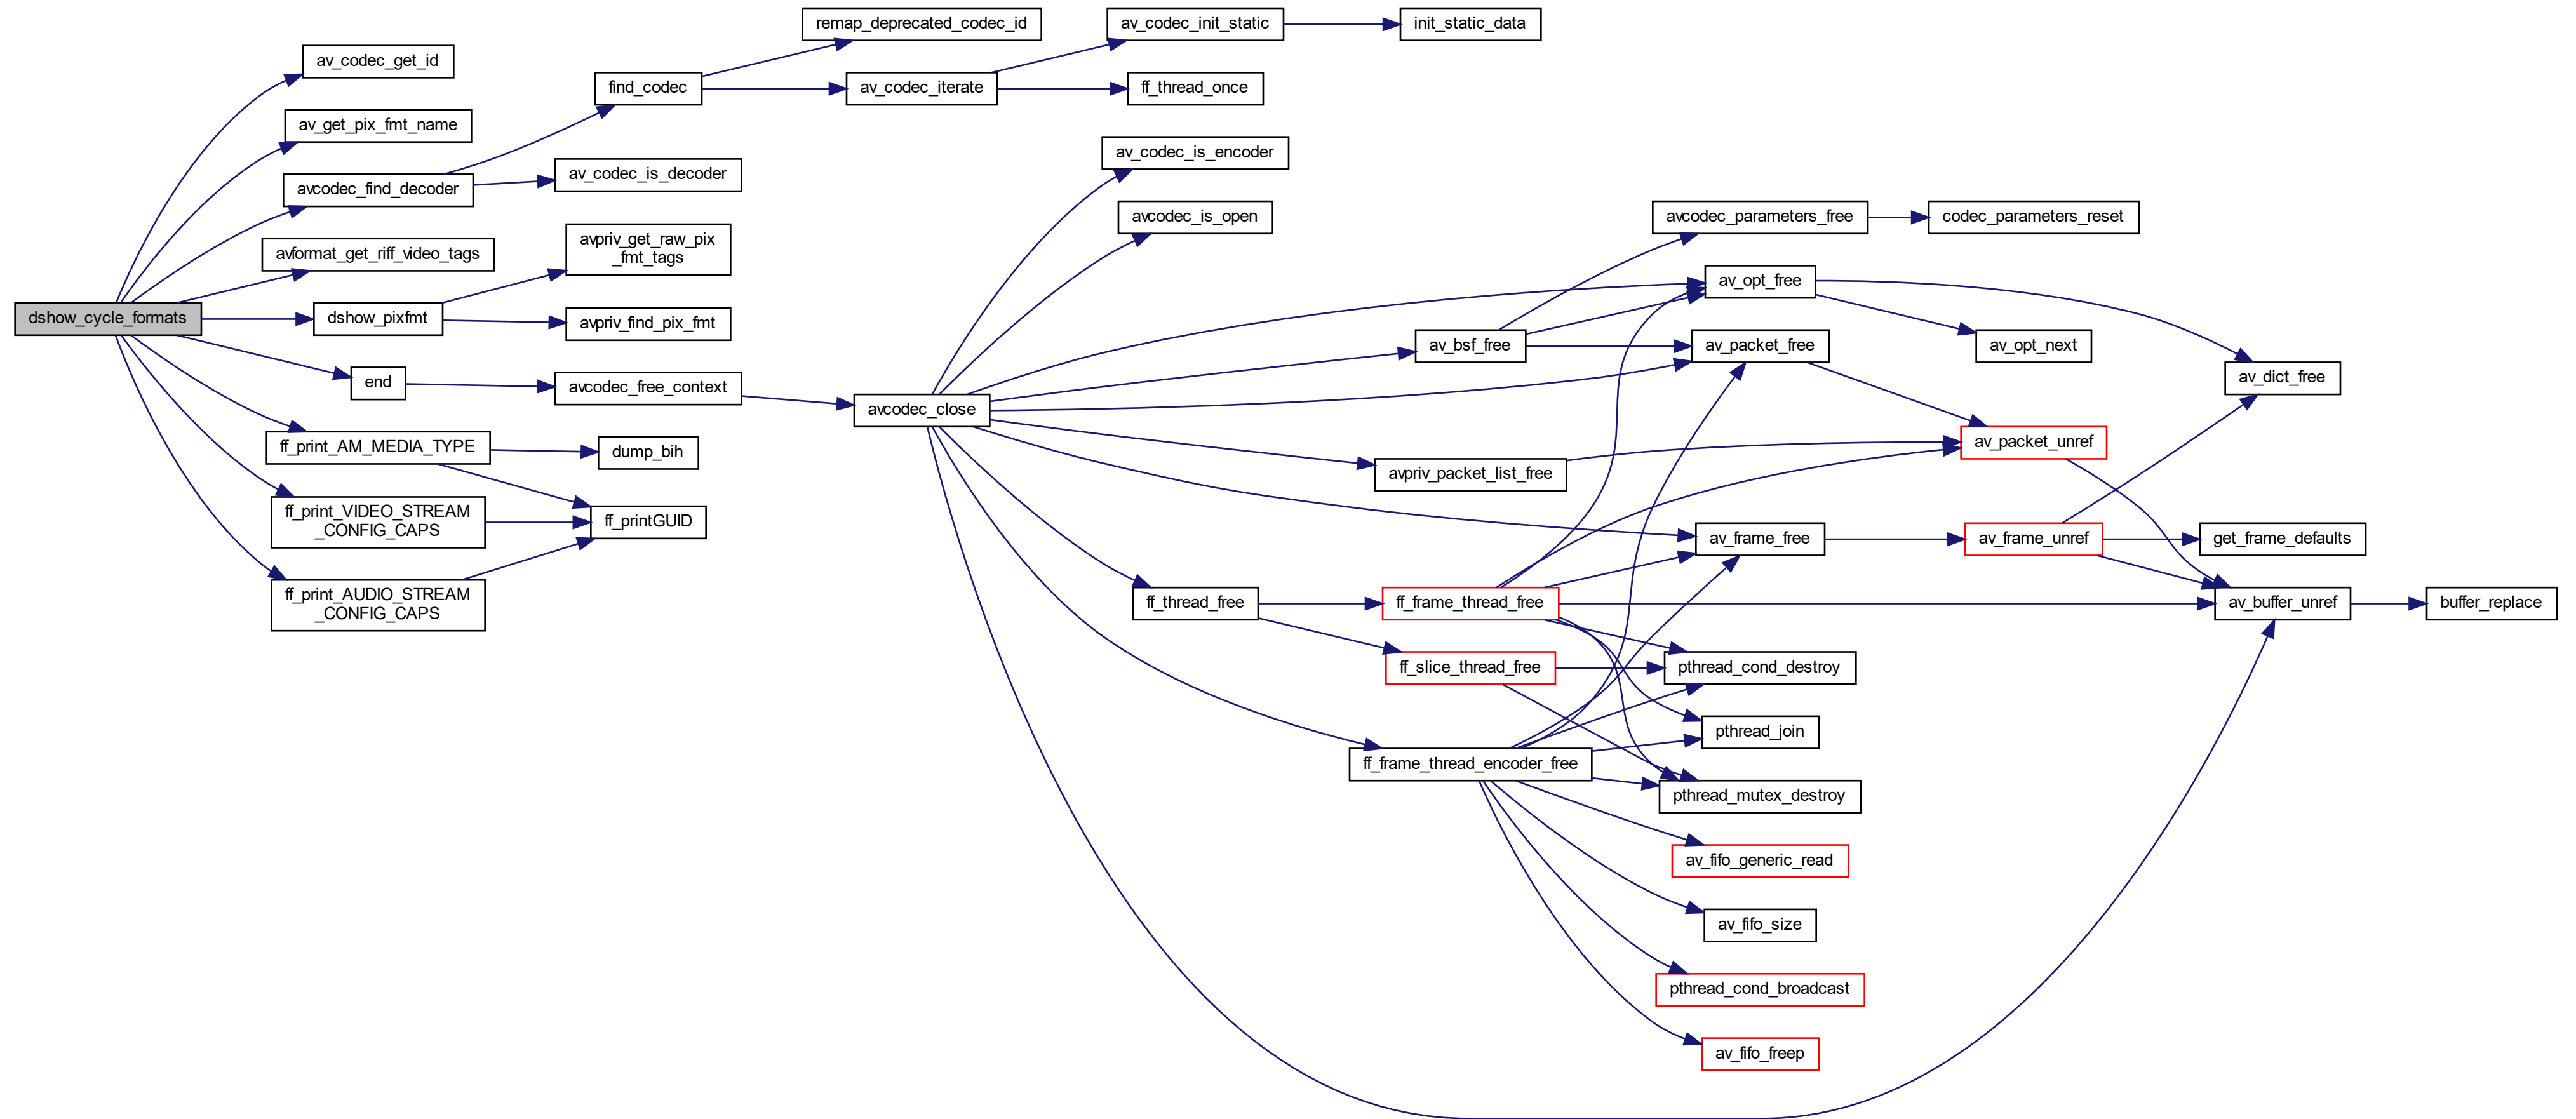 dshow_cycle_formats
av_codec_get_id
av_get_pix_fmt_name
avcodec_find_decoder
avformat_get_riff_video_tags
dshow_pixfmt
end
ff_print_AM_MEDIA_TYPE
ff_print_VIDEO_STREAM
_CONFIG_CAPS
ff_print_AUDIO_STREAM
_CONFIG_CAPS
find_codec
av_codec_is_decoder
avpriv_get_raw_pix
_fmt_tags
avpriv_find_pix_fmt
avcodec_free_context
dump_bih
ff_printGUID
remap_deprecated_codec_id
av_codec_iterate
avcodec_close
av_codec_init_static
ff_thread_once
init_static_data
av_codec_is_encoder
avcodec_is_open
av_bsf_free
avpriv_packet_list_free
ff_thread_free
ff_frame_thread_free
ff_slice_thread_free
ff_frame_thread_encoder_free
avcodec_parameters_free
av_opt_free
av_packet_free
av_frame_free
pthread_cond_destroy
pthread_join
pthread_mutex_destroy
av_fifo_generic_read
av_fifo_size
pthread_cond_broadcast
av_fifo_freep
codec_parameters_reset
av_opt_next
av_packet_unref
av_frame_unref
av_dict_free
get_frame_defaults
av_buffer_unref
buffer_replace